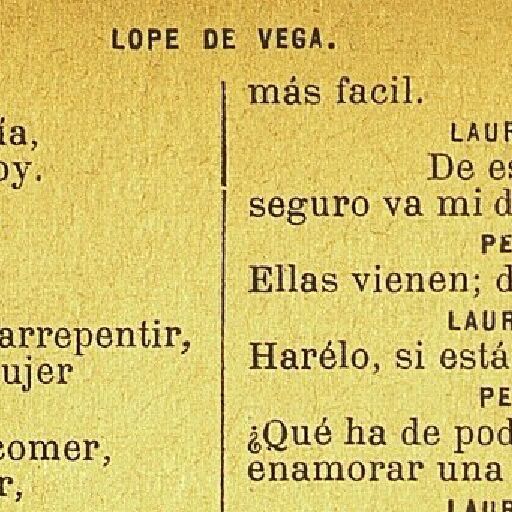 LOPE DE VEGA.
ía,
oy.
arrepentir,
ujer
comer,
r,
más facil.
LAUR
De es
seguro va mi d
PE
Ellas vienen; d
LAUR
Harélo, si está
PE
¿Qué ha de pod
enamorar una
LAUR